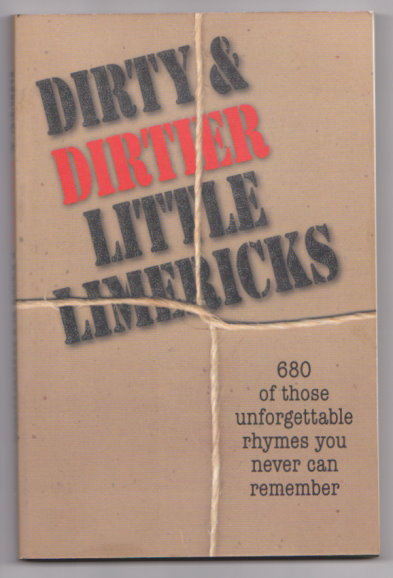 DIRTY &
DIRTIER
LITTLE
LIMERICKS
680
of those
unforgettable
rhymes you
never can
remember